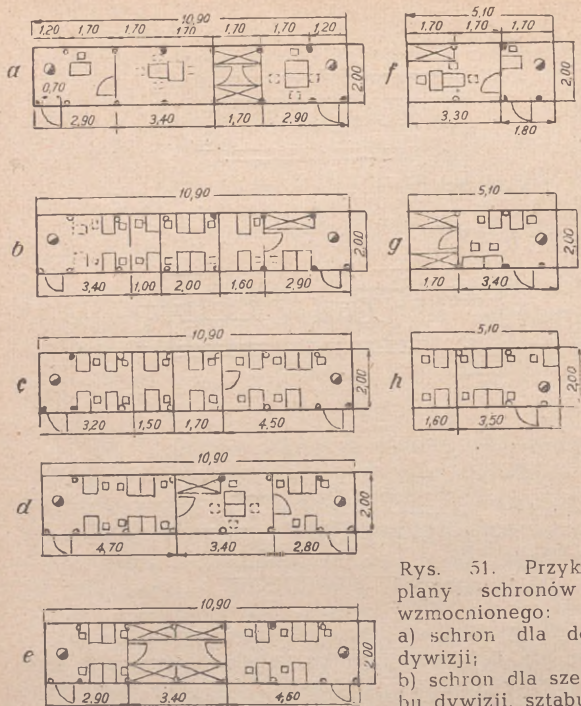 10,90
1,20 1,70 1,70 1,70 1,70 1,70 1,20
a
0,70
2,00
2,90 3,40 1,70 2,90
5,10
1,70 1,70 1,70
f
2,00
3,30
1,80
10,90
b
2,00
3,40 1,00 2,00 1,60 2,90
5,10
g
2,00
1,70 3,40
10,90
c
2,00
3,20 1,50 1,70 4,50
5,10
h
2,00
1,60 3,50
10,90
d
2,00
4,70 3,40 2,80
10,90
e
2,00
2,90 3,40 4,60
Rys. 51. Przyk
plany schronów
wzmocnionego:
a) schron dla do
dywizji;
b) schron dla sze
bu dywizji, sztabu